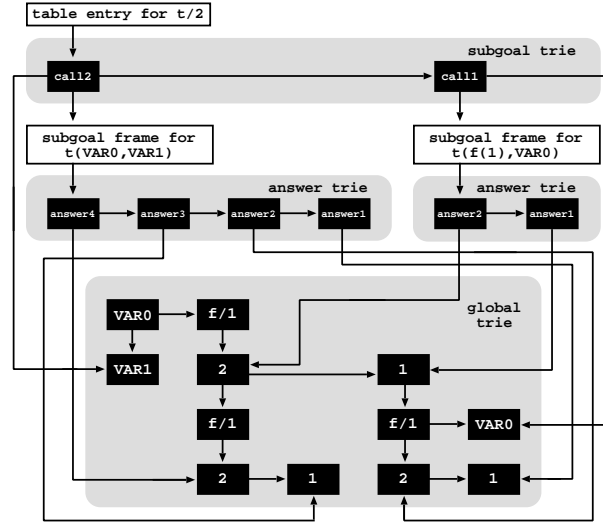 table entry for t/2
subgoal trie
call2
call1
subgoal frame for
t(VAR0,VAR1)
subgoal frame for
t(f(1),VAR0)
answer trie
answer4
answer3
answer2
answer1
answer trie
answer2
answer1
global
trie
VAR0
f/1
VAR1
2
1
f/1
f/1
VAR0
2
1
2
1